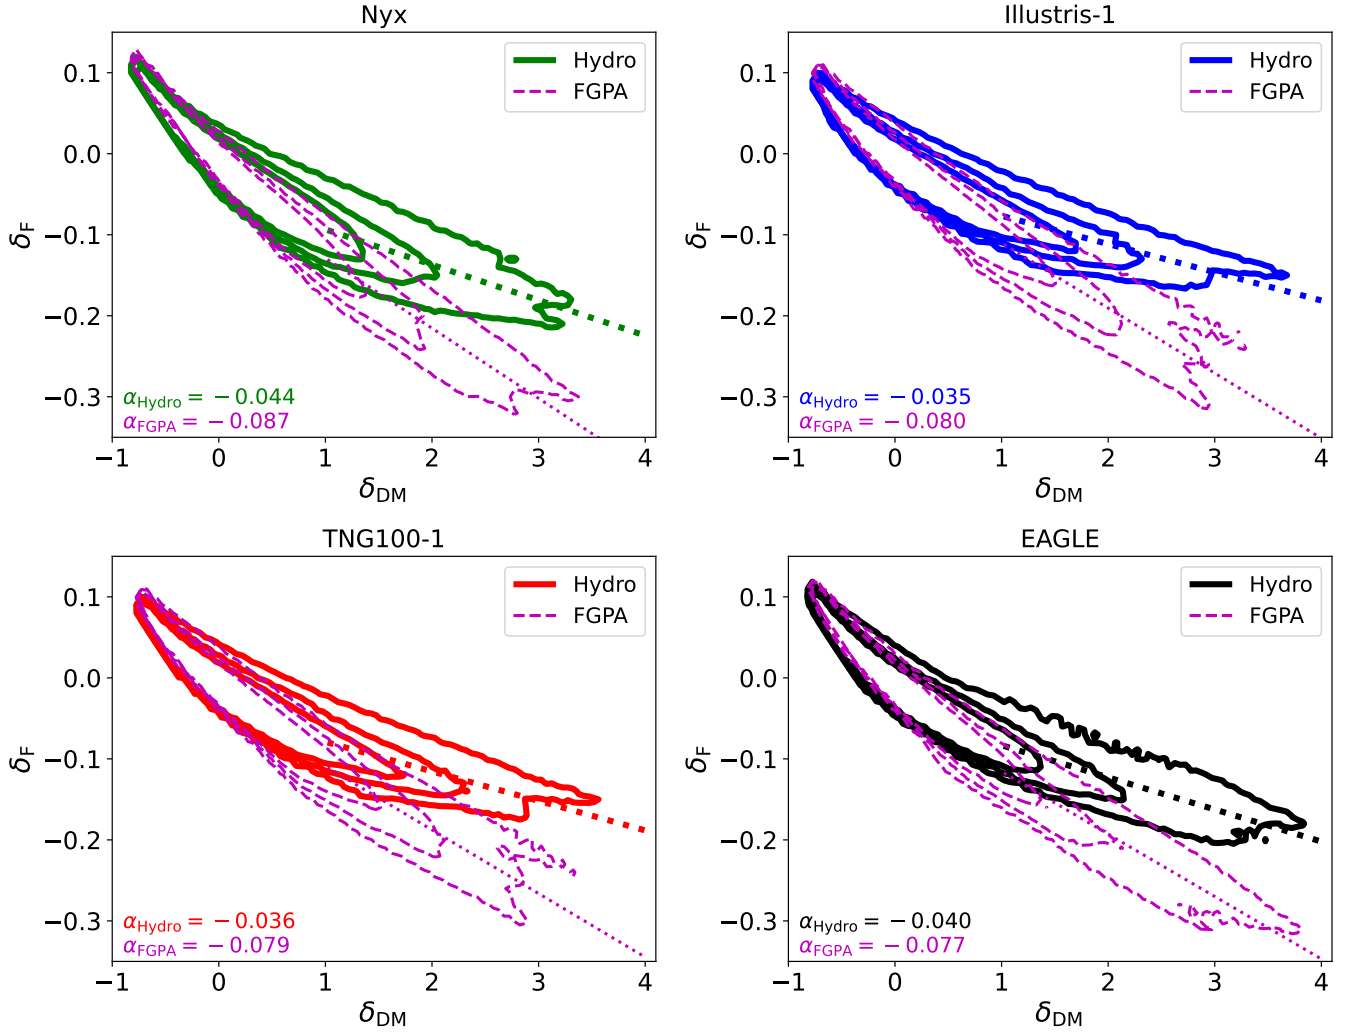 Nyx
Hydro
FGPA
0.1
0.0
−0.1
−0.2
−0.3
δF
αHydro = −0.044
αFGPA = −0.087
−1 0 1 2 3 4
δDM
Illustris-1
Hydro
FGPA
0.1
0.0
−0.1
−0.2
−0.3
δF
αHydro = −0.035
αFGPA = −0.080
−1 0 1 2 3 4
δDM
TNG100-1
Hydro
FGPA
0.1
0.0
−0.1
−0.2
−0.3
δF
αHydro = −0.036
αFGPA = −0.079
−1 0 1 2 3 4
δDM
EAGLE
Hydro
FGPA
0.1
0.0
−0.1
−0.2
−0.3
δF
αHydro = −0.040
αFGPA = −0.077
−1 0 1 2 3 4
δDM